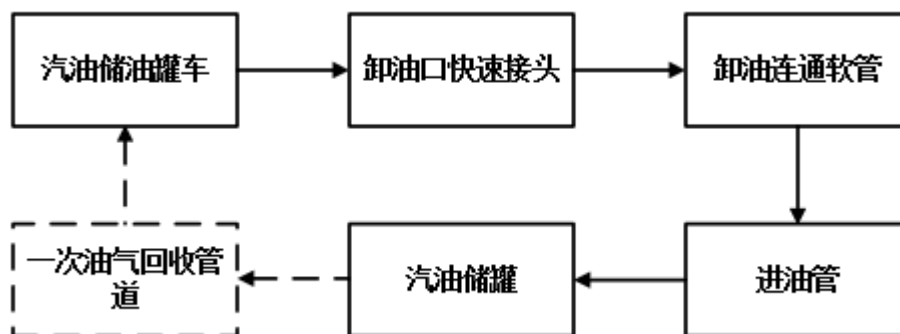 汽油储油罐车
卸油口快速接头
卸油连通软管
一次油气回收管
道
汽油储罐
进油管